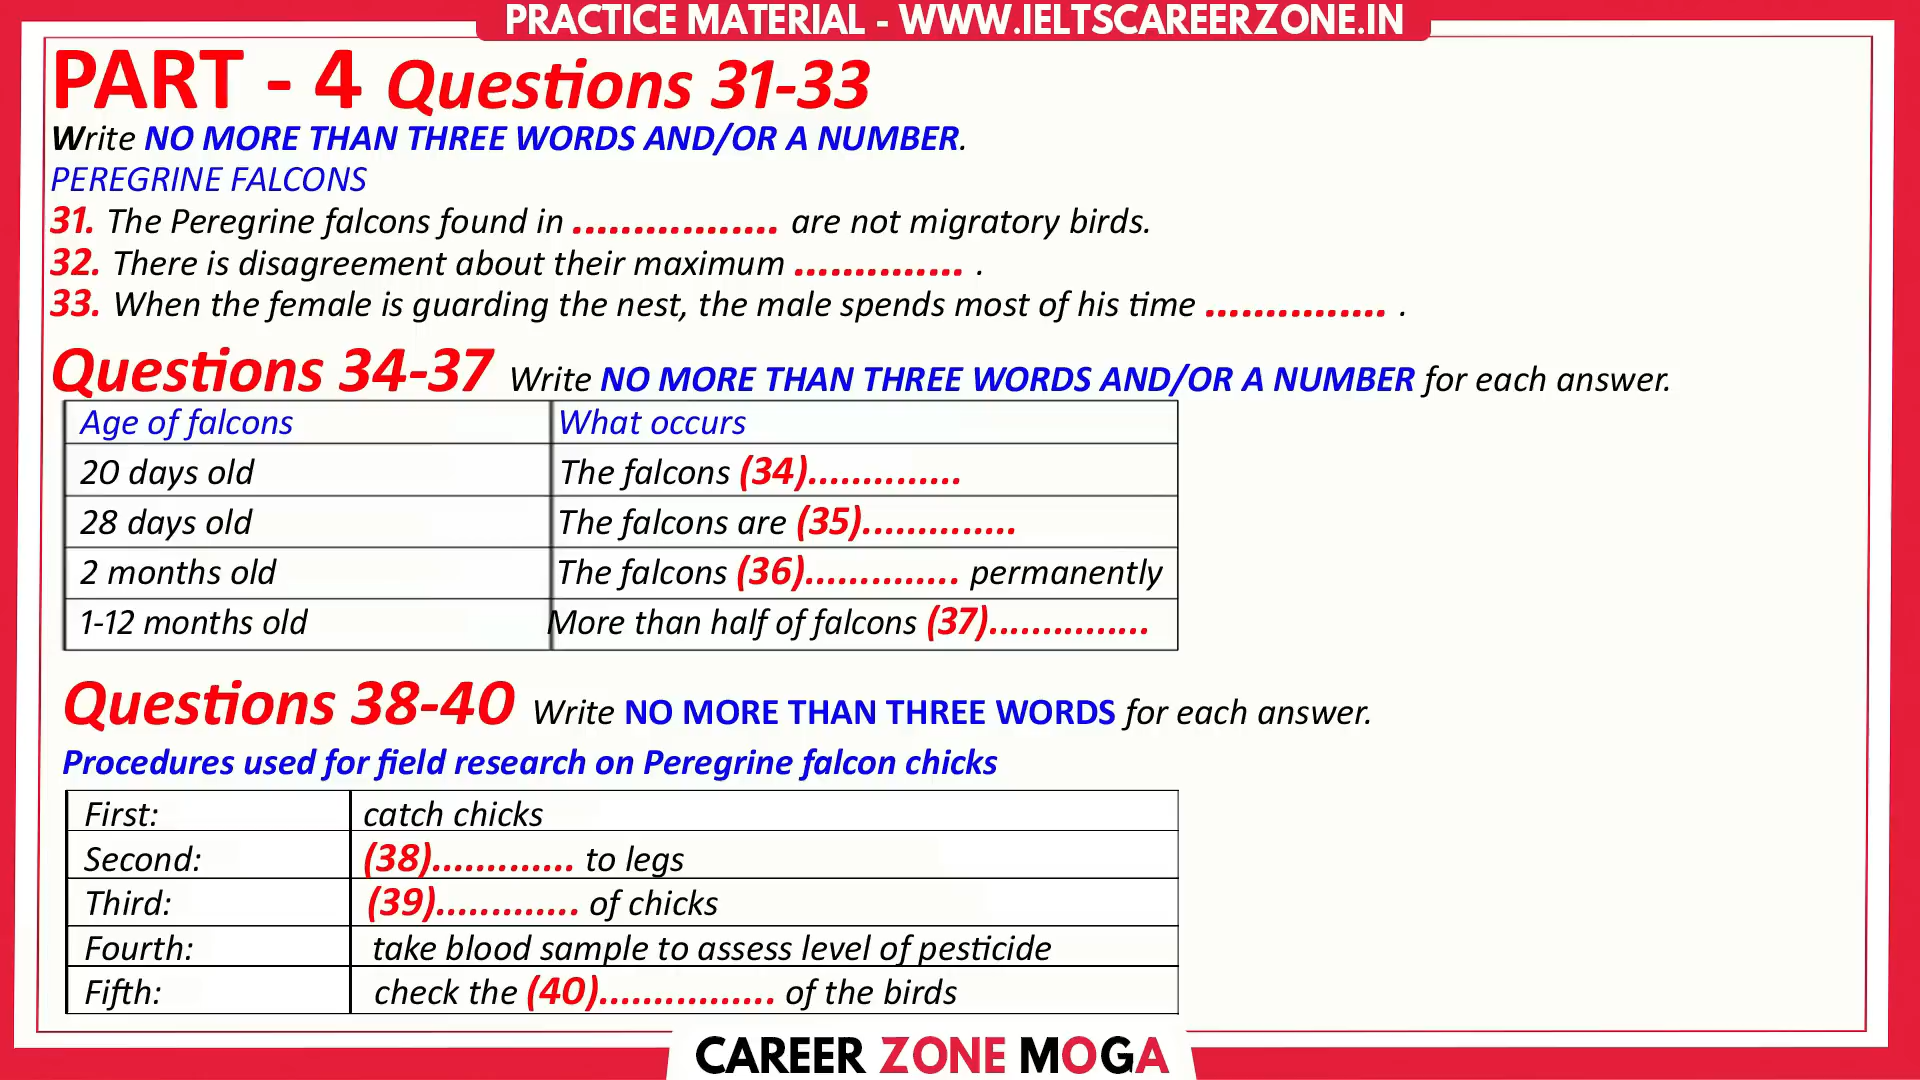 PRACTICE MATERIAL - WWW.IELTSCAREERZONE.IN
PART - 4 Questions 31-33
Write NO MORE THAN THREE WORDS AND/OR A NUMBER.
PEREGRINE FALCONS
31. The Peregrine falcons found in ................. are not migratory birds.
32. There is disagreement about their maximum .............. .
33. When the female is guarding the nest, the male spends most of his time ............... .
Questions 34-37 Write NO MORE THAN THREE WORDS AND/OR A NUMBER for each answer.
Age of falcons What occurs
20 days old The falcons (34)..............
28 days old The falcons are (35)..............
2 months old The falcons (36).............. permanently
1-12 months old More than half of falcons (37)...............
Questions 38-40 Write NO MORE THAN THREE WORDS for each answer.
Procedures used for field research on Peregrine falcon chicks
First: catch chicks
Second: (38)............. to legs
Third: (39)............. of chicks
Fourth: take blood sample to assess level of pesticide
Fifth: check the (40)................ of the birds
CAREER ZONE MOGA